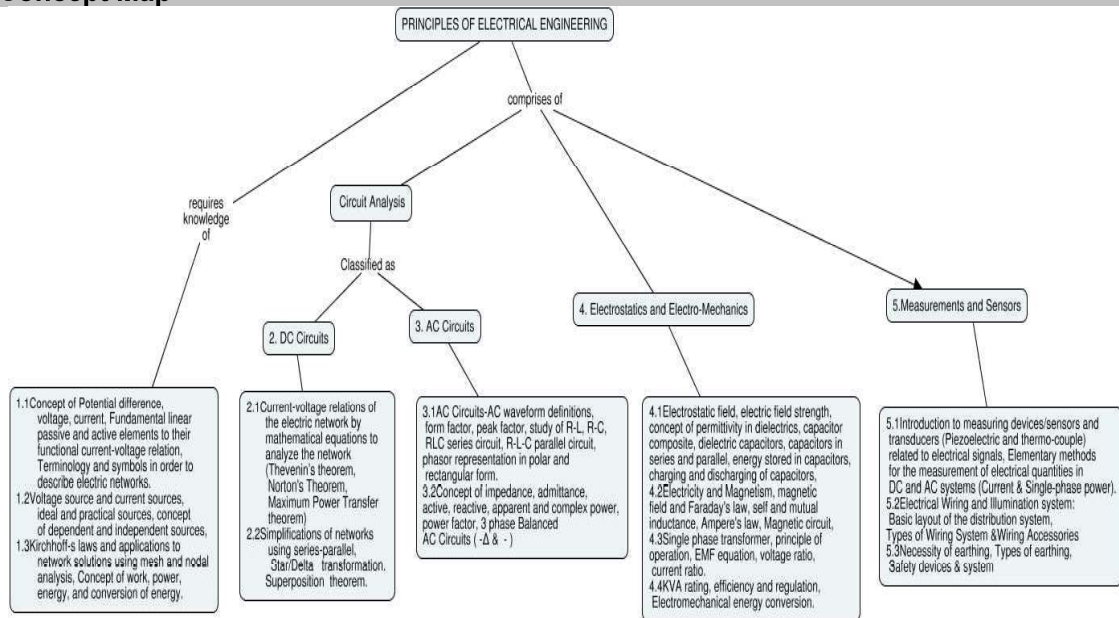 Concept Map
PRINCIPLES OF ELECTRICAL ENGINEERING
comprises of
requires
knowledge
of
Circuit Analysis
Classified as
2. DC Circuits
3. AC Circuits
4. Electrostatics and Electro-Mechanics
5.Measurements and Sensors
1.1Concept of Potential difference,
voltage, current, Fundamental linear
passive and active elements to their
functional current-voltage relation,
Terminology and symbols in order to
describe electric networks.
1.2Voltage source and current sources,
ideal and practical sources, concept
of dependent and independent sources,
1.3Kirchhoff-s laws and applications to
network solutions using mesh and nodal
analysis, Concept of work, power,
energy, and conversion of energy.
2.1Current-voltage relations of
the electric network by
mathematical equations to
analyze the network
(Thevenin's theorem,
Norton's Theorem,
Maximum Power Transfer
theorem)
2.2Simplifications of networks
using series-parallel,
Star/Delta transformation.
Superposition theorem.
3.1AC Circuits-AC waveform definitions,
form factor, peak factor, study of R-L, R-C,
RLC series circuit, R-L-C parallel circuit,
phasor representation in polar and
rectangular form.
3.2Concept of impedance, admittance,
active, reactive, apparent and complex power,
power factor, 3 phase Balanced
AC Circuits ( -Δ & - )
4.1Electrostatic field, electric field strength,
concept of permittivity in dielectrics, capacitor
composite, dielectric capacitors, capacitors in
series and parallel, energy stored in capacitors,
charging and discharging of capacitors,
4.2Electricity and Magnetism, magnetic
field and Faraday's law, self and mutual
inductance, Ampere's law, Magnetic circuit,
4.3Single phase transformer, principle of
operation, EMF equation, voltage ratio,
current ratio.
4.4KVA rating, efficiency and regulation,
Electromechanical energy conversion.
5.1Introduction to measuring devices/sensors and
transducers (Piezoelectric and thermo-couple)
related to electrical signals, Elementary methods
for the measurement of electrical quantities in
DC and AC systems (Current & Single-phase power).
5.2Electrical Wiring and Illumination system:
Basic layout of the distribution system,
Types of Wiring System &Wiring Accessories
5.3Necessity of earthing, Types of earthing,
Safety devices & system